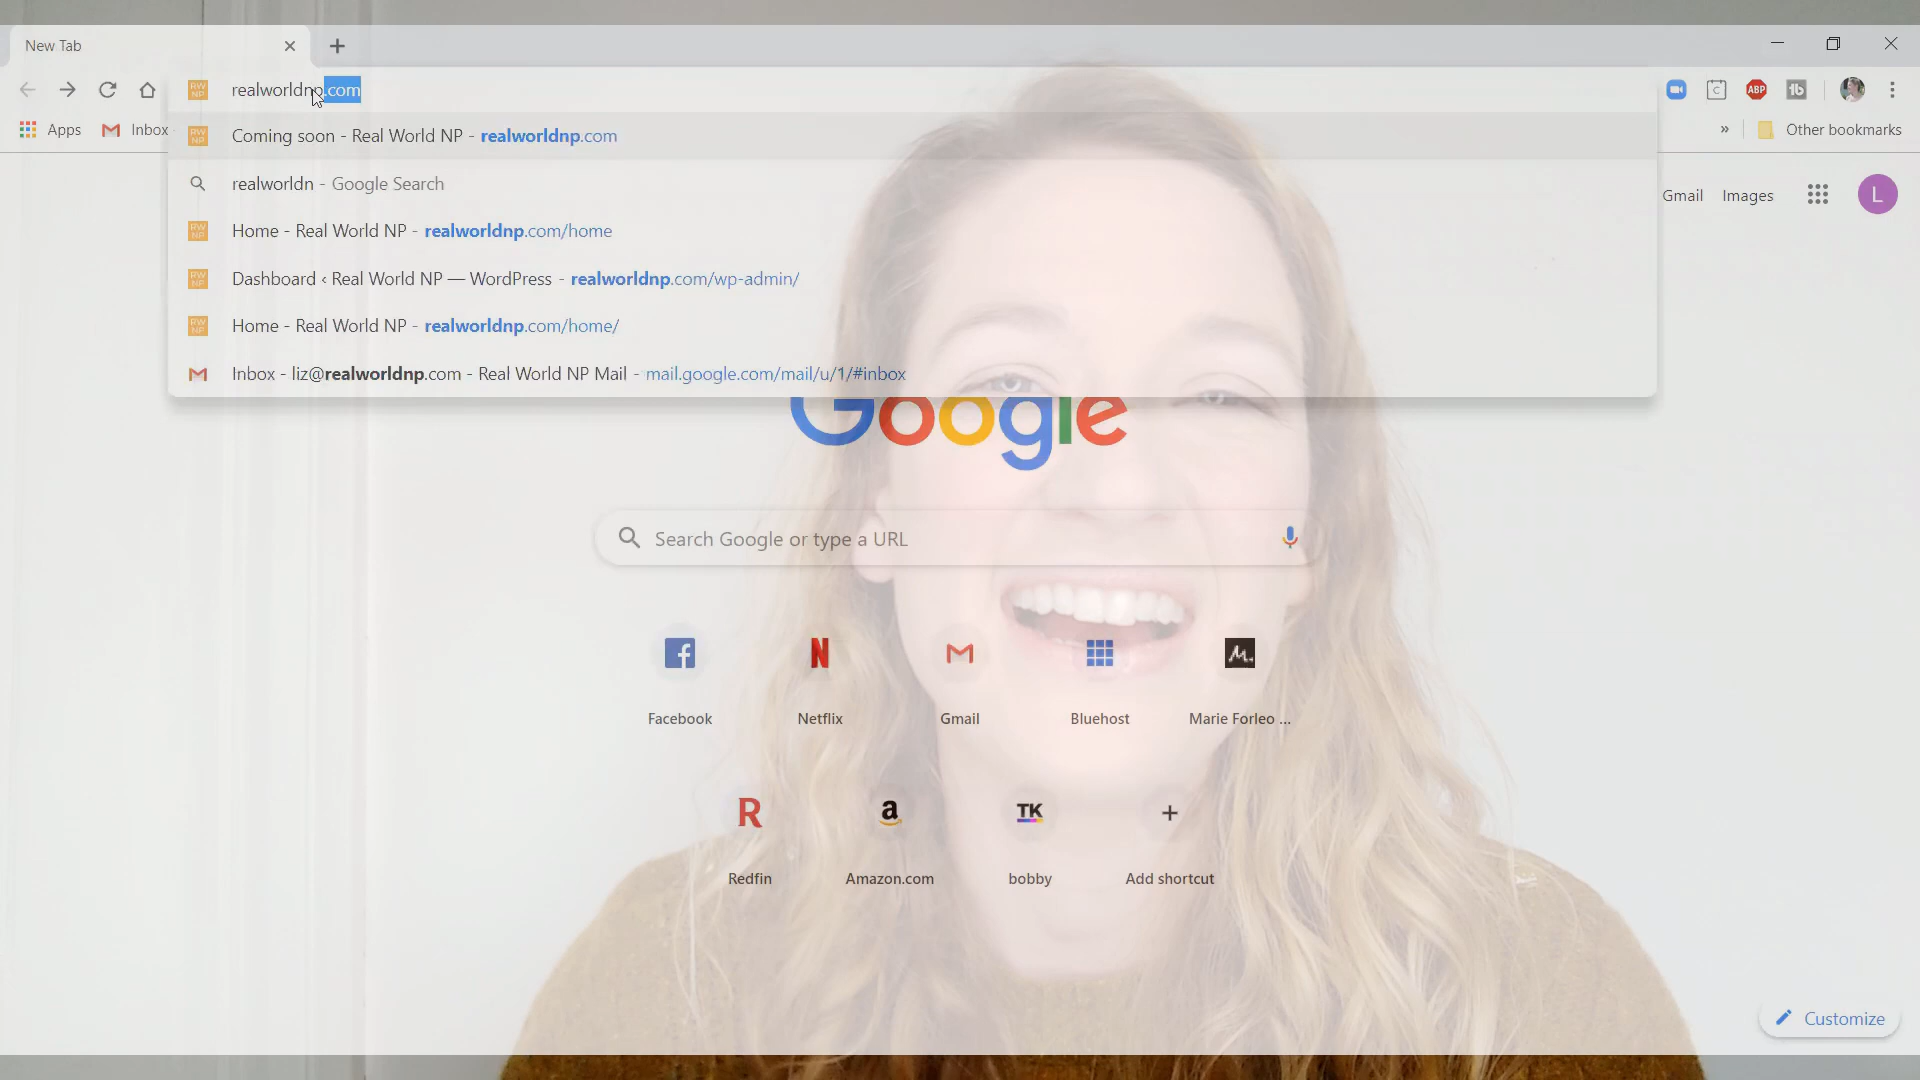 New Tab
realworldnp.com
Apps
Inbox
Other bookmarks
Coming soon - Real World NP - realworldnp.com
realworldn - Google Search
Home - Real World NP - realworldnp.com/home
Dashboard ‹ Real World NP — WordPress - realworldnp.com/wp-admin/
Home - Real World NP - realworldnp.com/home/
Inbox - liz@realworldnp.com - Real World NP Mail - mail.google.com/mail/u/1/#inbox
Gmail
Images
L
Google
Search Google or type a URL
Facebook
Netflix
Gmail
Bluehost
Marie Forleo ...
Redfin
Amazon.com
bobby
Add shortcut
TK
ABP
RW NP
Customize